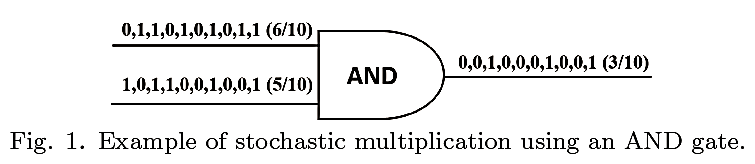 0,1,1,0,1,0,1,0,1,1 (6/10)
1,0,1,1,0,0,1,0,0,1 (5/10)
AND
0,0,1,0,0,0,1,0,0,1 (3/10)
Fig. 1. Example of stochastic multiplication using an AND gate.